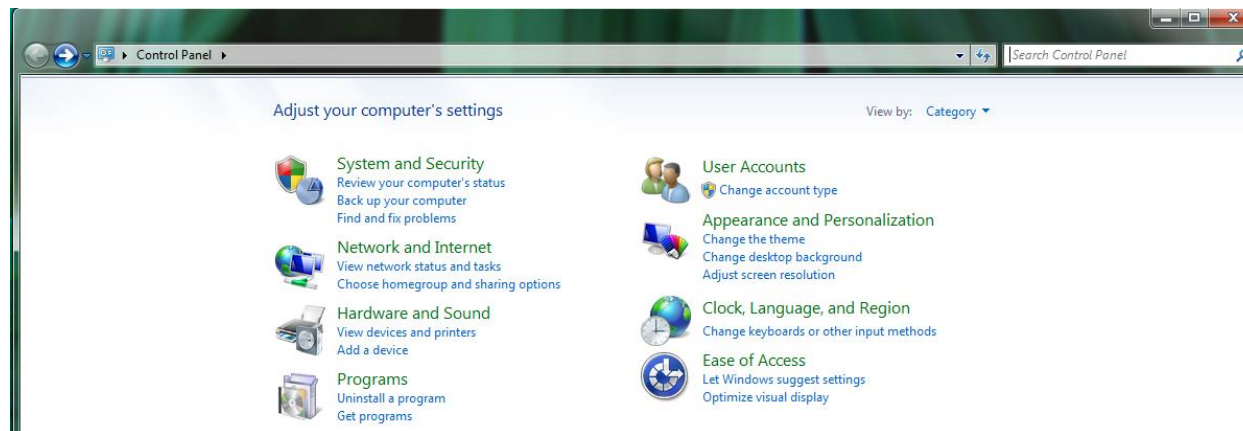 Control Panel
Search Control Panel
Adjust your computer's settings
View by: Category
System and Security
Review your computer's status
Back up your computer
Find and fix problems
Network and Internet
View network status and tasks
Choose homegroup and sharing options
Hardware and Sound
View devices and printers
Add a device
Programs
Uninstall a program
Get programs
User Accounts
Change account type
Appearance and Personalization
Change the theme
Change desktop background
Adjust screen resolution
Clock, Language, and Region
Change keyboards or other input methods
Ease of Access
Let Windows suggest settings
Optimize visual display